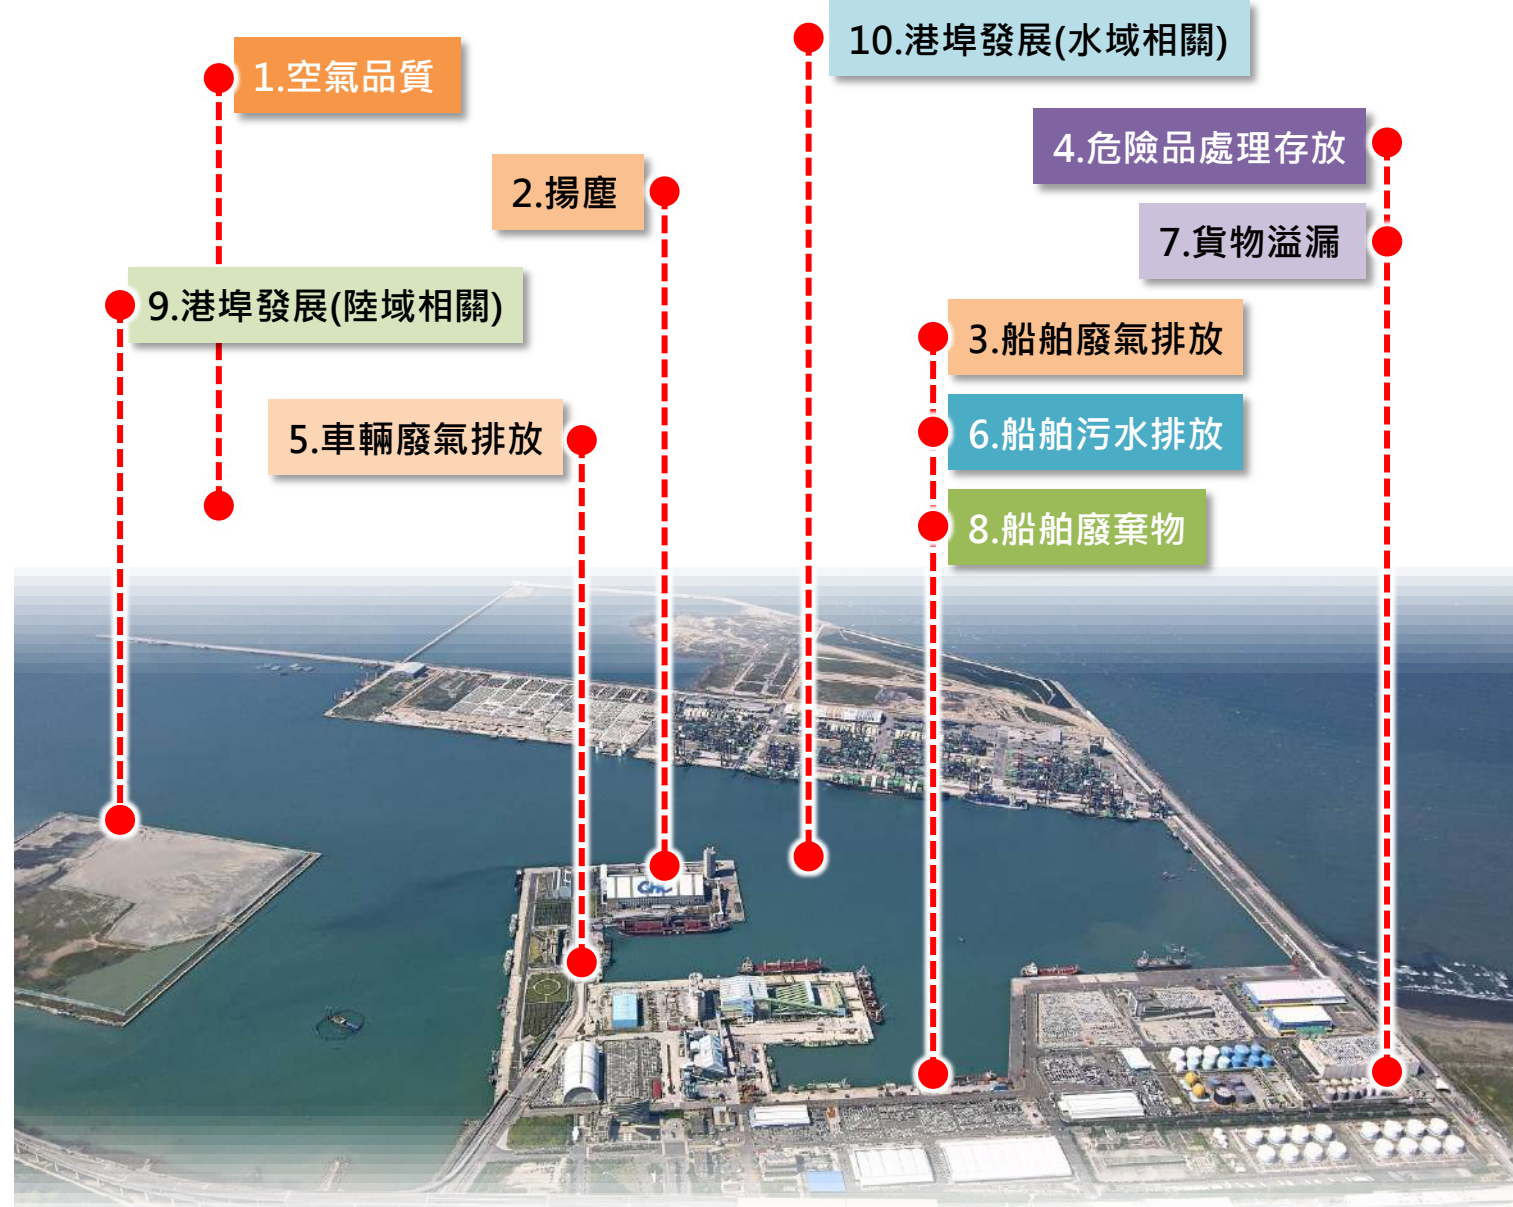 10.港埠發展(水域相關)
1.空氣品質
4.危險品處理存放
2.揚塵
7.貨物溢漏
9.港埠發展(陸域相關)
3.船舶廢氣排放
5.車輛廢氣排放
6.船舶污水排放
8.船舶廢棄物
CHC